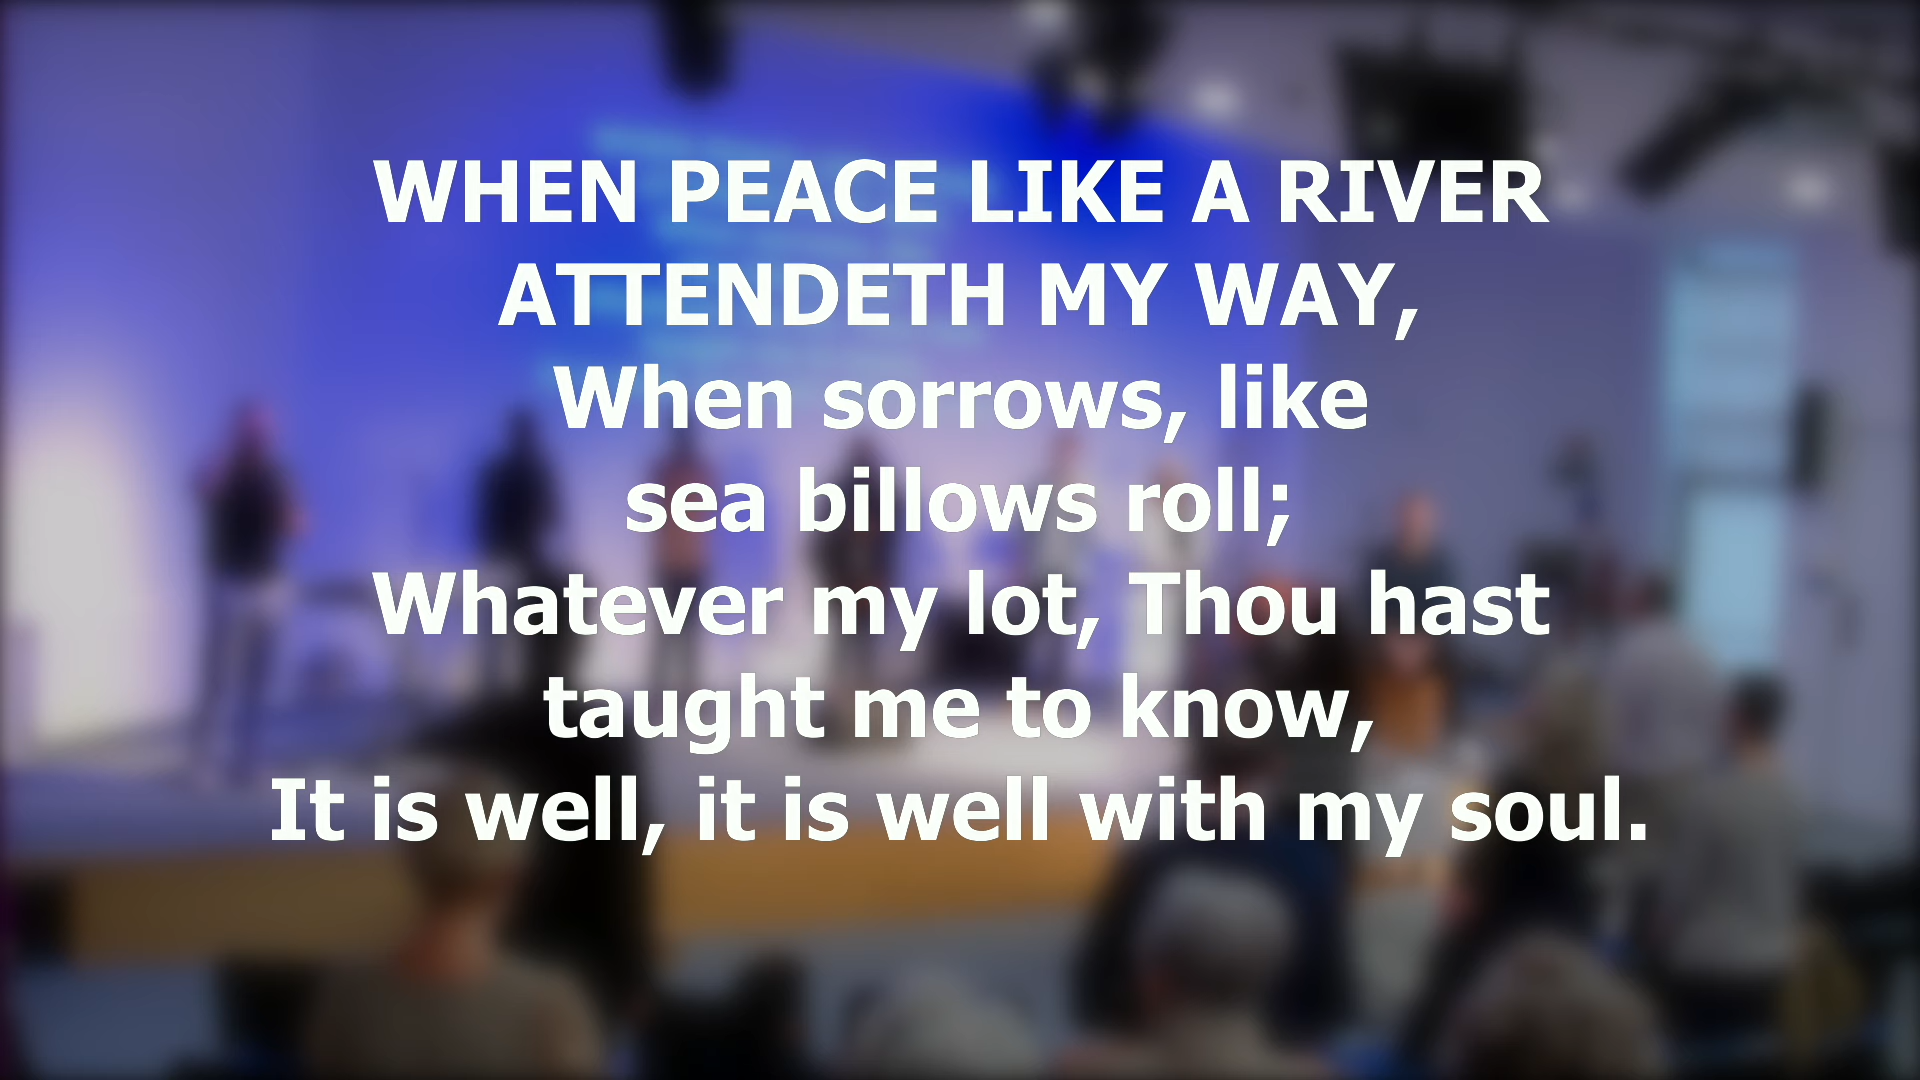 WHEN PEACE LIKE A RIVER
ATTENDETH MY WAY,
When sorrows, like
sea billows roll;
Whatever my lot, Thou hast
taught me to know,
It is well, it is well with my soul.